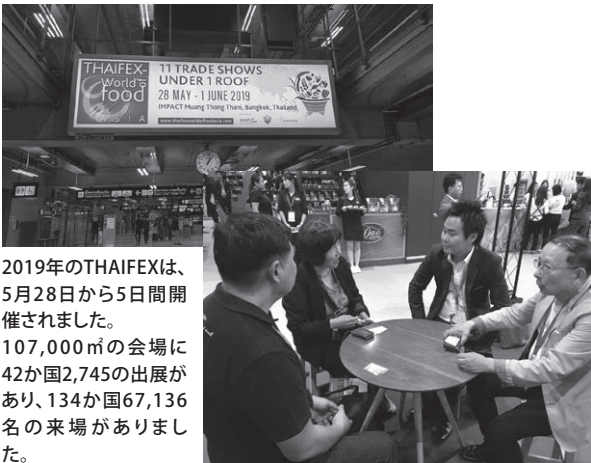 THAIFEX-
World of
food
ASIA
11 TRADE SHOWS
UNDER 1 ROOF
28 MAY - 1 JUNE 2019
IMPACT Muang Thong Thani, Bangkok, Thailand
www.thaifexworldoffoodasia.com
2019年のTHAIFEXは、
5月28日から5日間開
催されました。
107,000㎡の会場に
42か国2,745の出展が
あり、134か国67,136
名の来場がありまし
た。